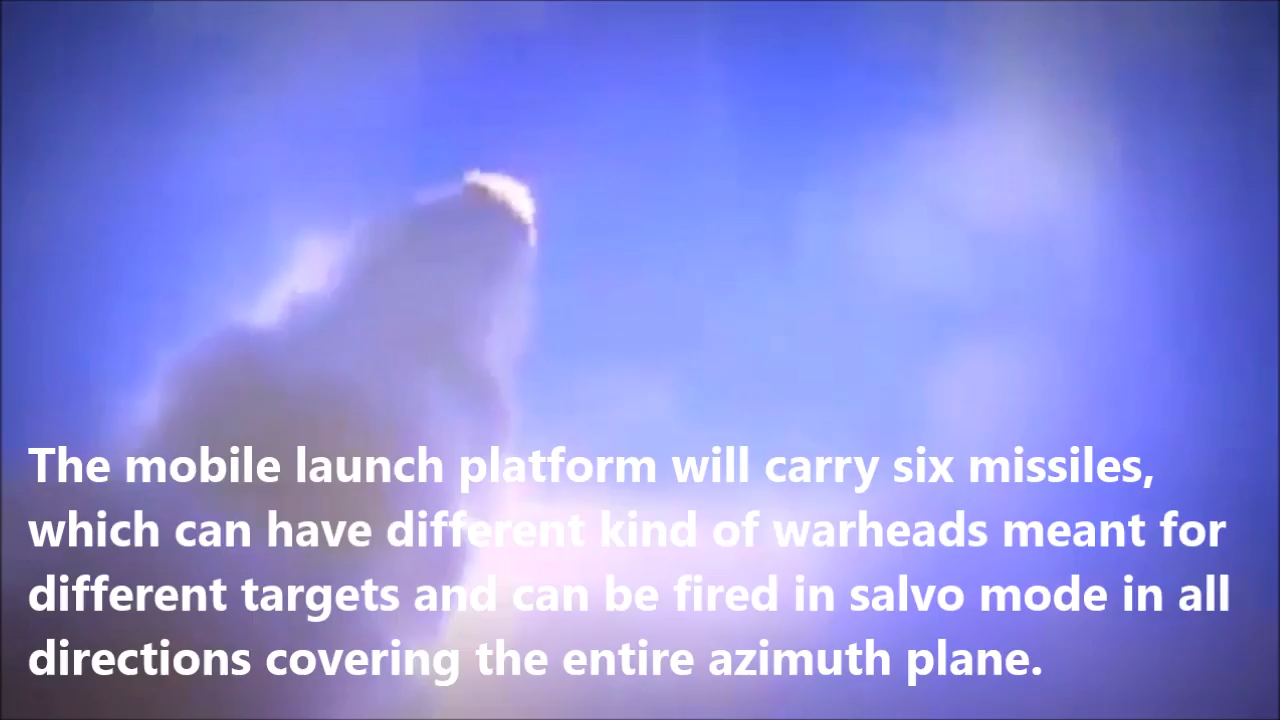 The mobile launch platform will carry six missiles,
which can have different kind of warheads meant for
different targets and can be fired in salvo mode in all
directions covering the entire azimuth plane.